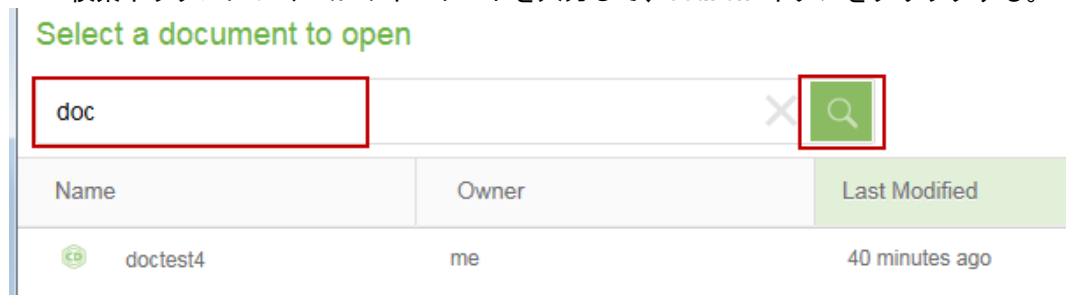 Select a document to open
doc
Name Owner Last Modified
doctest4 me 40 minutes ago